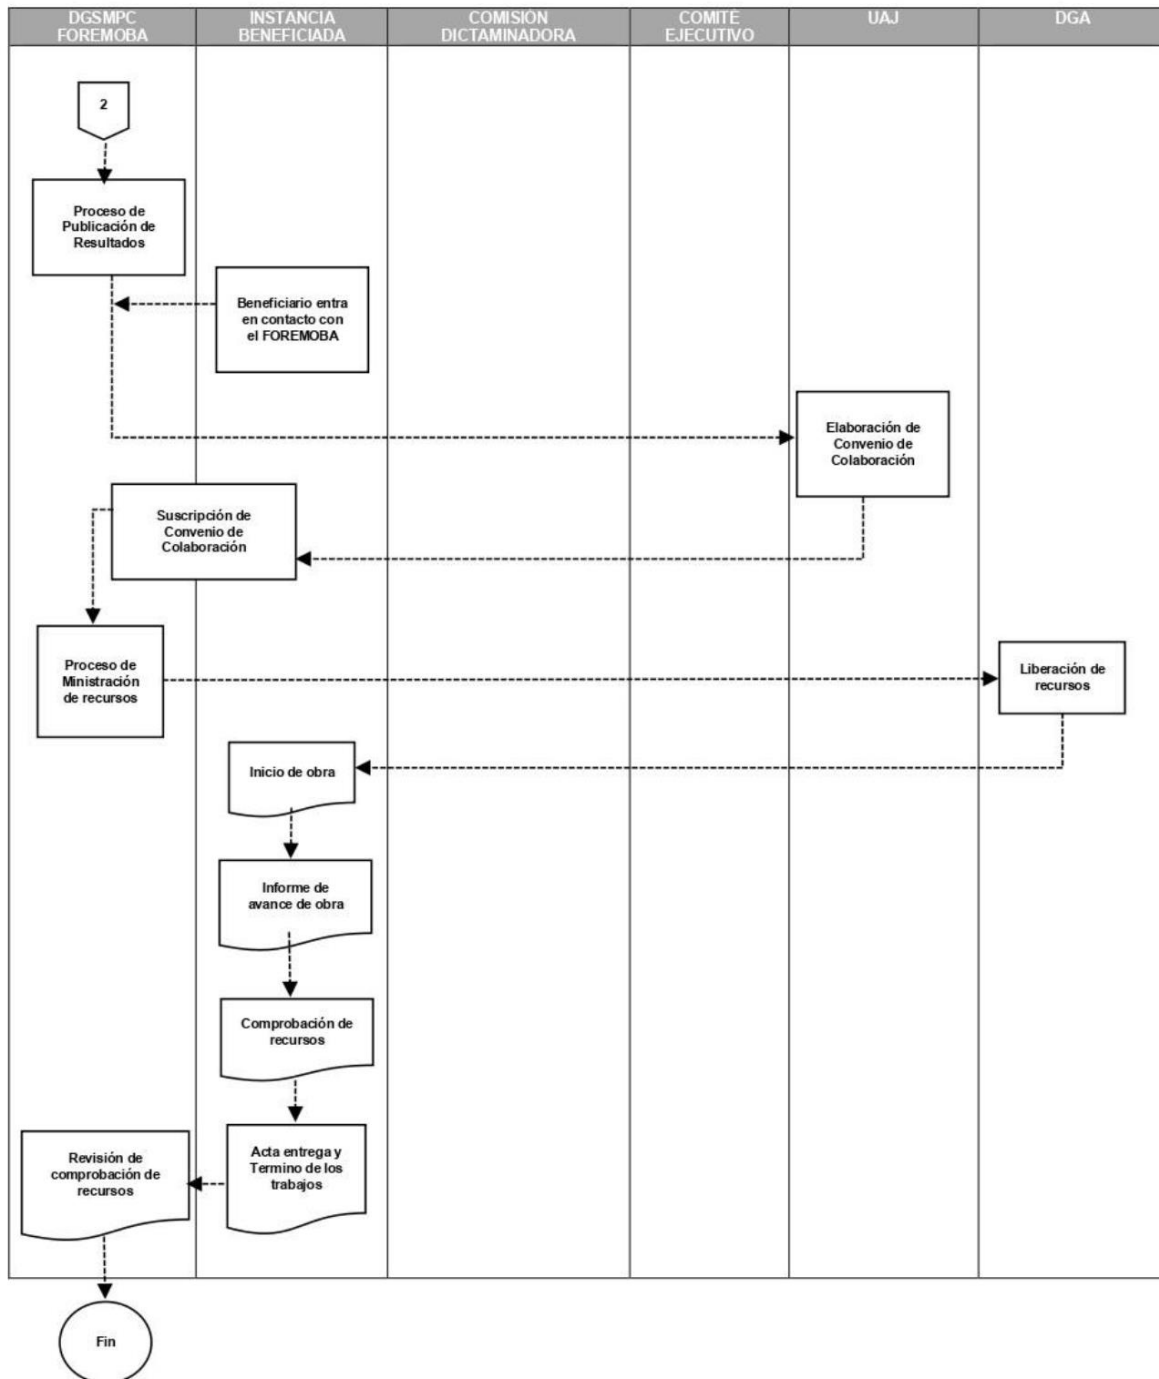 DGSMPC
FOREMOBA
INSTANCIA
BENEFICIADA
COMISIÓN
DICTAMINADORA
COMITÉ
EJECUTIVO
UAJ
DGA
2
Proceso de
Publicación de
Resultados
Beneficiario entra
en contacto con
el FOREMOBA
Elaboración de
Convenio de
Colaboración
Suscripción de
Convenio de
Colaboración
Proceso de
Ministración
de recursos
Liberación de
recursos
Inicio de obra
Informe de
avance de obra
Comprobación de
recursos
Acta entrega y
Termino de los
trabajos
Revisión de
comprobación de
recursos
Fin